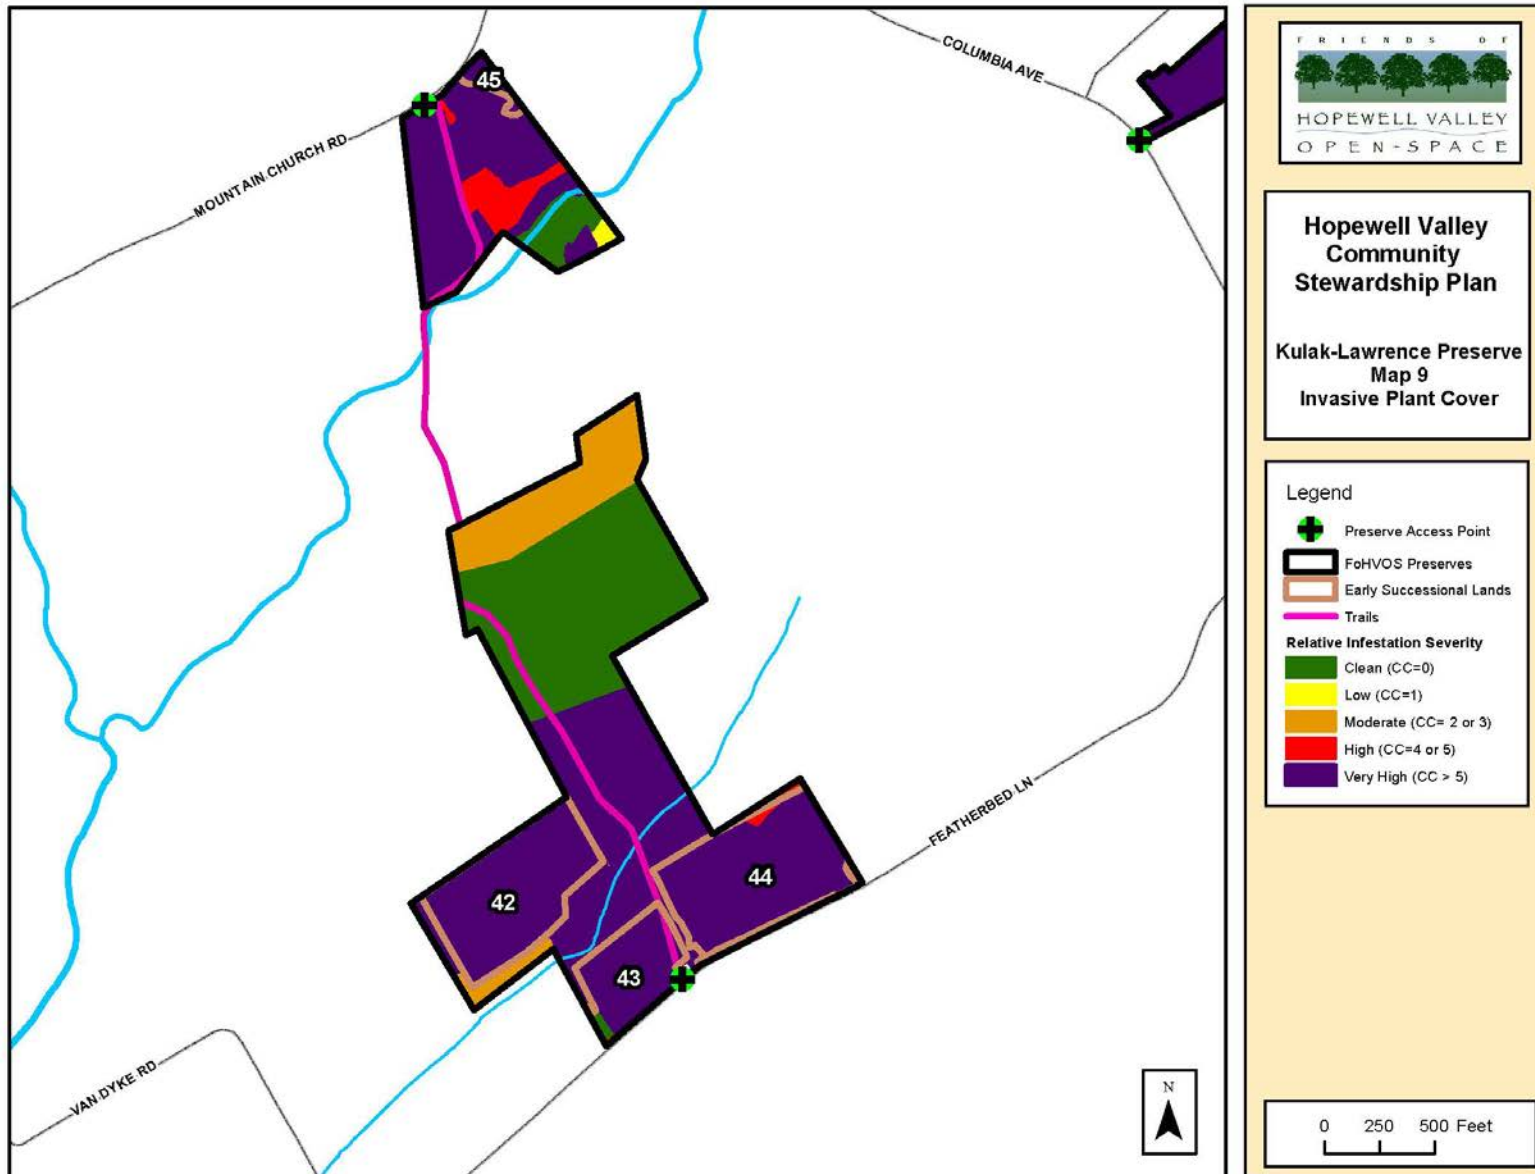 COLUMBIA AVE
45
MOUNTAIN CHURCH RD
FEATHERBED LN
44
42
43
VAN DYKE RD
N
FRIENDS OF
HOPEWELL VALLEY
OPEN-SPACE
Hopewell Valley
Community
Stewardship Plan
Kulak-Lawrence Preserve
Map 9
Invasive Plant Cover
Legend
Preserve Access Point
FoHVOS Preserves
Early Successional Lands
Trails
Relative Infestation Severity
Clean (CC=0)
Low (CC=1)
Moderate (CC= 2 or 3)
High (CC=4 or 5)
Very High (CC > 5)
0 250 500 Feet